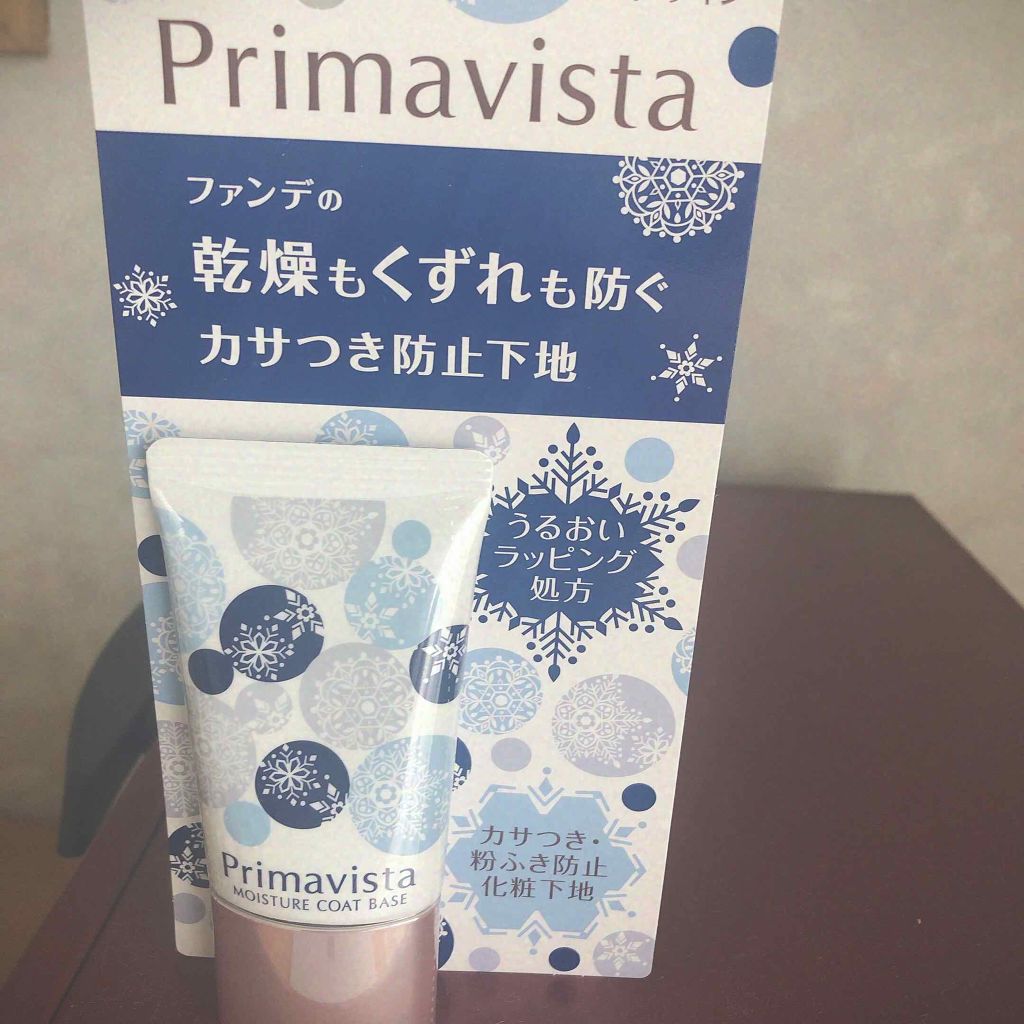 Primavista
ファンデの
乾燥もくずれも防ぐ
カサつき防止下地
うるおい
ラッピング
処方
カサつき・
粉ふき防止
化粧下地
Primavista
MOISTURE COAT BASE